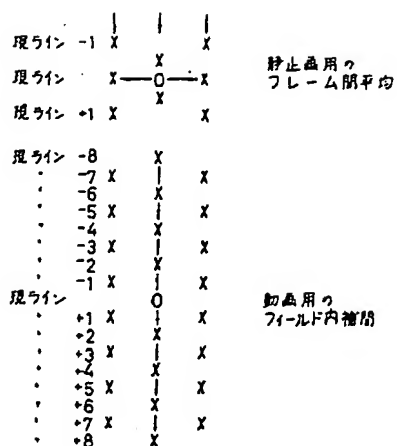 現ライン -1 X X
X
現ライン X O X
X
現ライン +1 X X
静止画用の
フレーム間平均
現ライン -8 X
〃 -7 X X
〃 -6 X
〃 -5 X X
〃 -4 X
〃 -3 X X
〃 -2 X
〃 -1 X X
現ライン O
〃 +1 X X
〃 +2 X
〃 +3 X X
〃 +4 X
〃 +5 X X
〃 +6 X
〃 +7 X X
〃 +8 X
動画用の
フィールド内補間